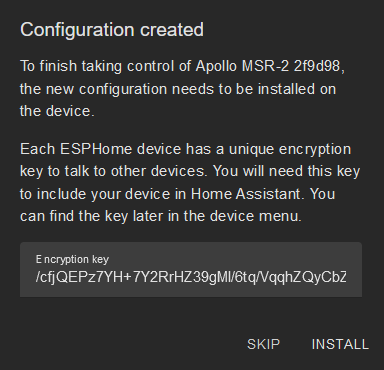 Configuration created
To finish taking control of Apollo MSR-2 2f9d98,
the new configuration needs to be installed on
the device.
Each ESPHome device has a unique encryption
key to talk to other devices. You will need this key
to include your device in Home Assistant. You
can find the key later in the device menu.
Encryption key
/cfjQEPz7YH+7Y2RrHZ39gMl/6tq/VqqhZQyCbZ
SKIP
INSTALL